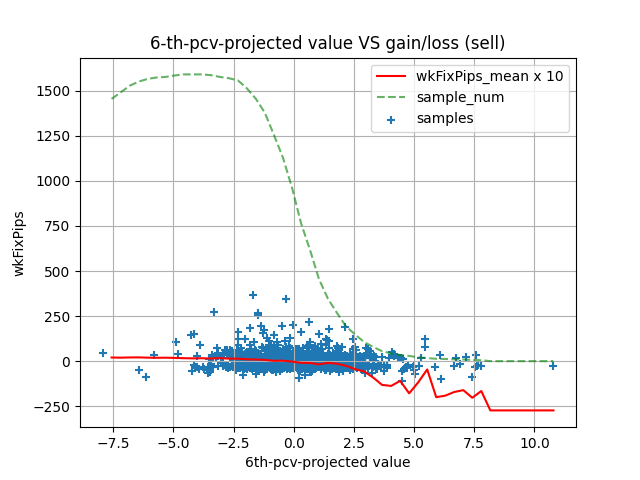 6-th-pcv-projected value VS gain/loss (sell)
wkFixPips_mean x 10
sample_num
samples
wkFixPips
1500
1250
1000
750
500
250
0
−250
−7.5 −5.0 −2.5 0.0 2.5 5.0 7.5 10.0
6th-pcv-projected value